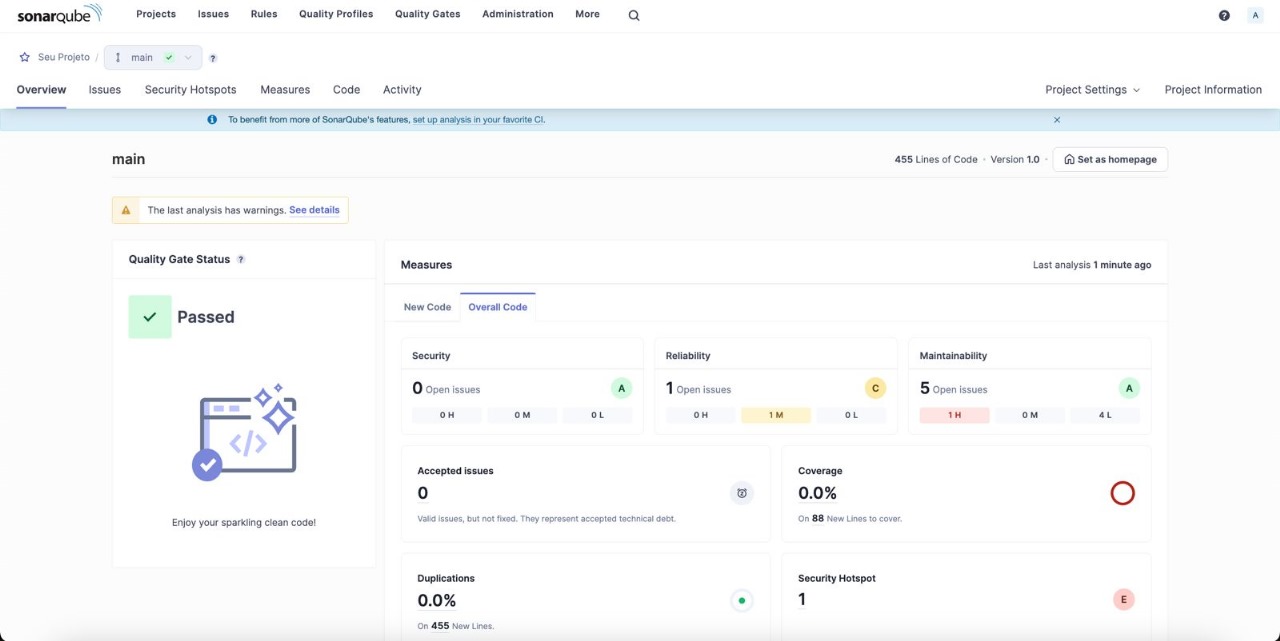 sonarqube Projects Issues Rules Quality Profiles Quality Gates Administration More A
Seu Projeto / main
Overview Issues Security Hotspots Measures Code Activity Project Settings Project Information
To benefit from more of SonarQube's features, set up analysis in your favorite CI.
main 455 Lines of Code · Version 1.0 · Set as homepage
The last analysis has warnings. See details
Quality Gate Status
Passed
Enjoy your sparkling clean code!
Measures Last analysis 1 minute ago
New Code Overall Code
Security
0 Open issues A
0 H 0 M 0 L
Reliability
1 Open issues C
0 H 1 M 0 L
Maintainability
5 Open issues A
1 H 0 M 4 L
Accepted issues
0
Valid issues, but not fixed. They represent accepted technical debt.
Coverage
0.0%
On 88 New Lines to cover.
Duplications
0.0%
On 455 New Lines.
Security Hotspot
1 E